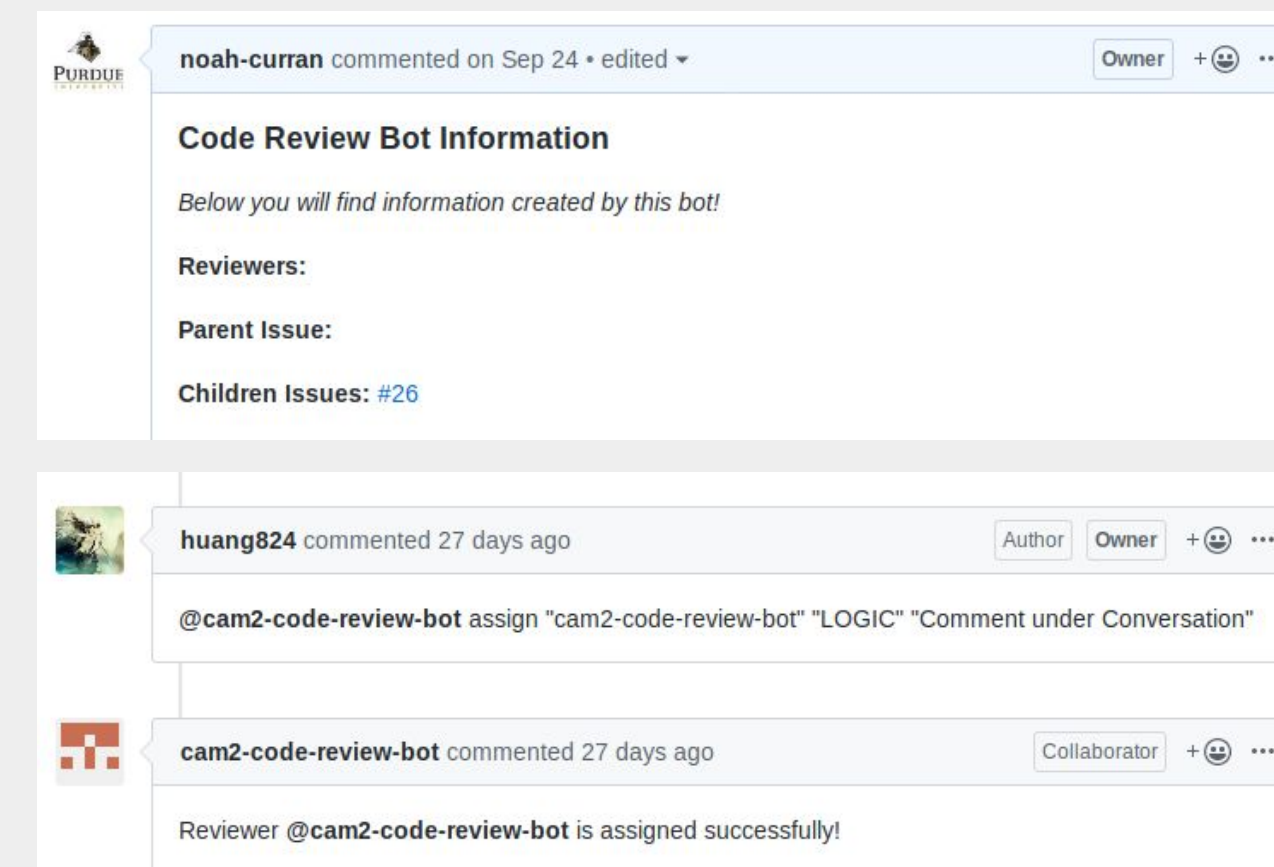 PURDUE
noah-curran commented on Sep 24 • edited
Owner
Code Review Bot Information
Below you will find information created by this bot!
Reviewers:
Parent Issue:
Children Issues: #26
huang824 commented 27 days ago
Author Owner
@cam2-code-review-bot assign "cam2-code-review-bot" "LOGIC" "Comment under Conversation"
cam2-code-review-bot commented 27 days ago
Collaborator
Reviewer @cam2-code-review-bot is assigned successfully!